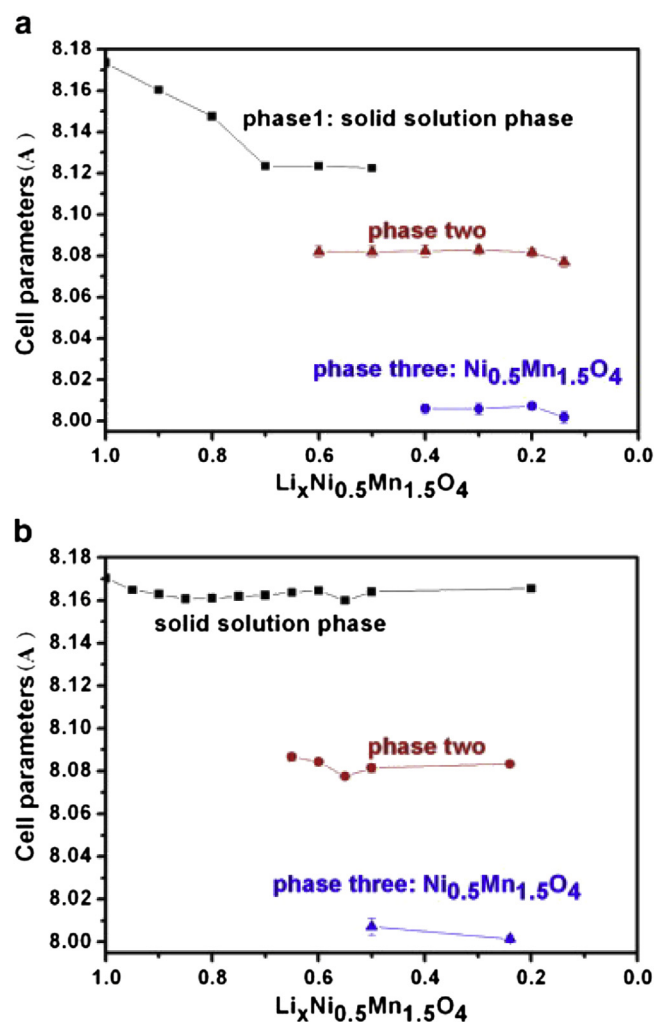 a
8.18
8.16
8.14
8.12
8.10
8.08
8.06
8.04
8.02
8.00
Cell parameters(A)
phase1: solid solution phase
phase two
phase three: Ni0.5Mn1.5O4
1.0 0.8 0.6 0.4 0.2 0.0
LixNi0.5Mn1.5O4
b
8.18
8.16
8.14
8.12
8.10
8.08
8.06
8.04
8.02
8.00
Cell parameters(A)
solid solution phase
phase two
phase three: Ni0.5Mn1.5O4
1.0 0.8 0.6 0.4 0.2 0.0
LixNi0.5Mn1.5O4